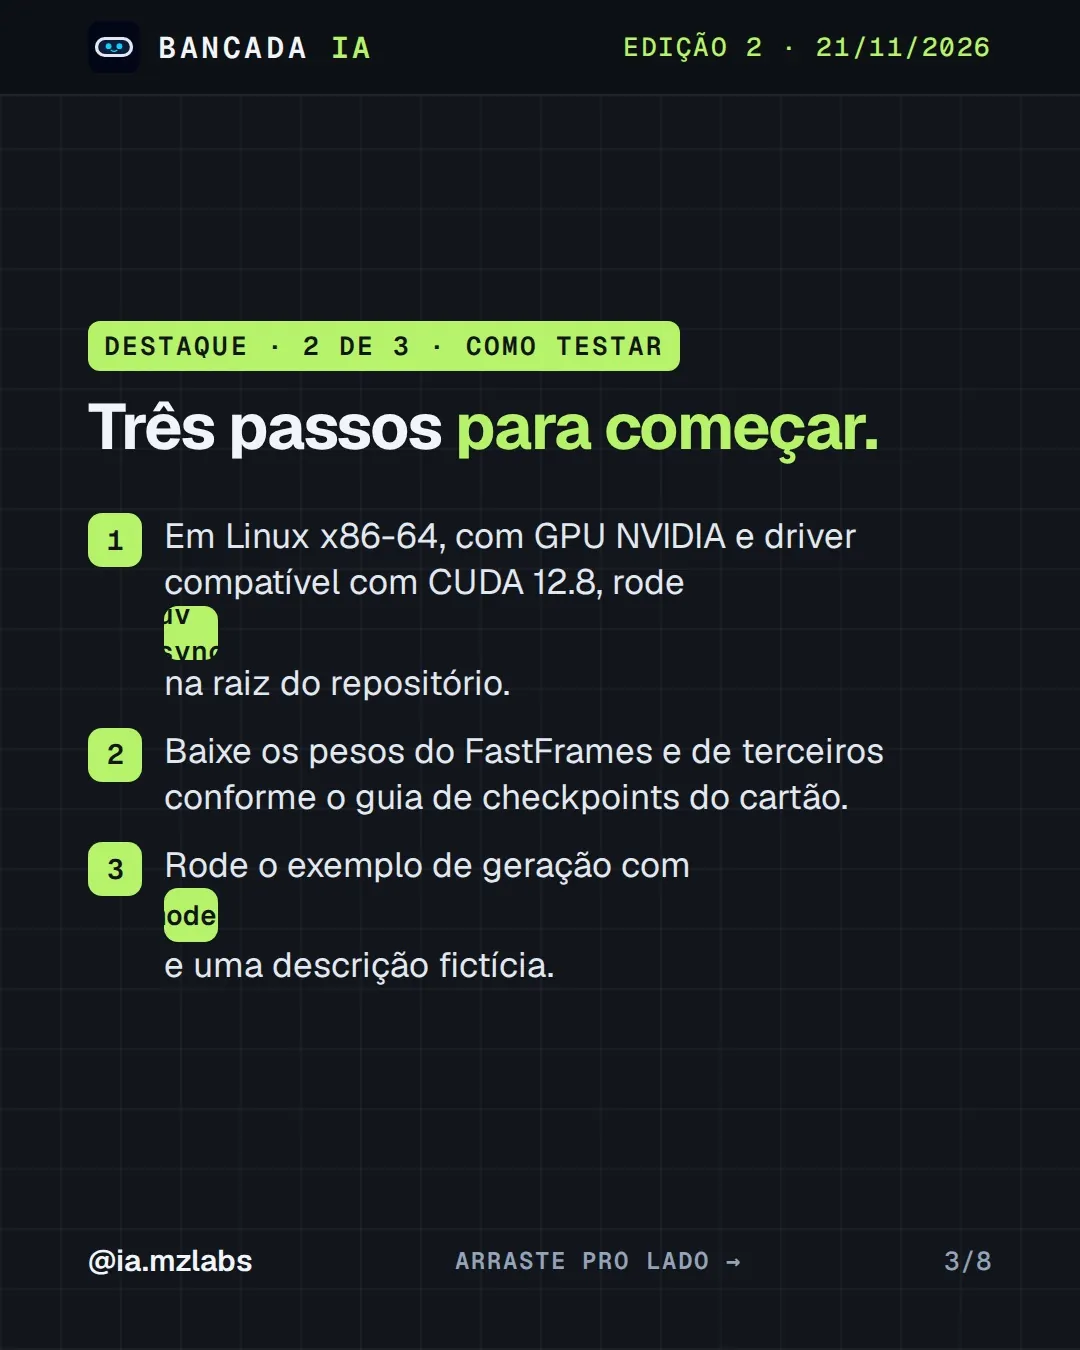 BANCADA IA
EDIÇÃO 2 · 21/11/2026
DESTAQUE · 2 DE 3 · COMO TESTAR
Três passos para começar.
1 Em Linux x86-64, com GPU NVIDIA e driver
compatível com CUDA 12.8, rode
uv
sync
na raiz do repositório.
2 Baixe os pesos do FastFrames e de terceiros
conforme o guia de checkpoints do cartão.
3 Rode o exemplo de geração com
ode
e uma descrição fictícia.
@ia.mzlabs
ARRASTE PRO LADO →
3/8